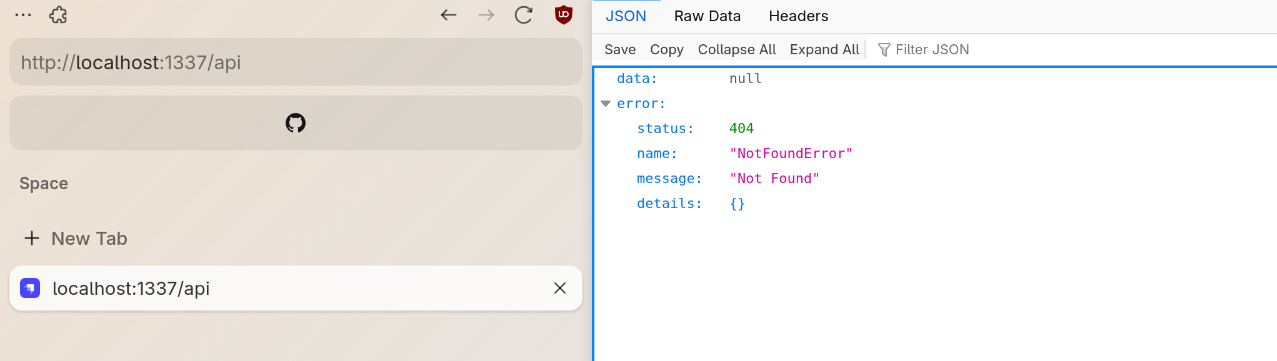 http://localhost:1337/api
Space
New Tab
localhost:1337/api
JSON Raw Data Headers
Save Copy Collapse All Expand All Filter JSON
data: null
error:
status: 404
name: "NotFoundError"
message: "Not Found"
details: {}